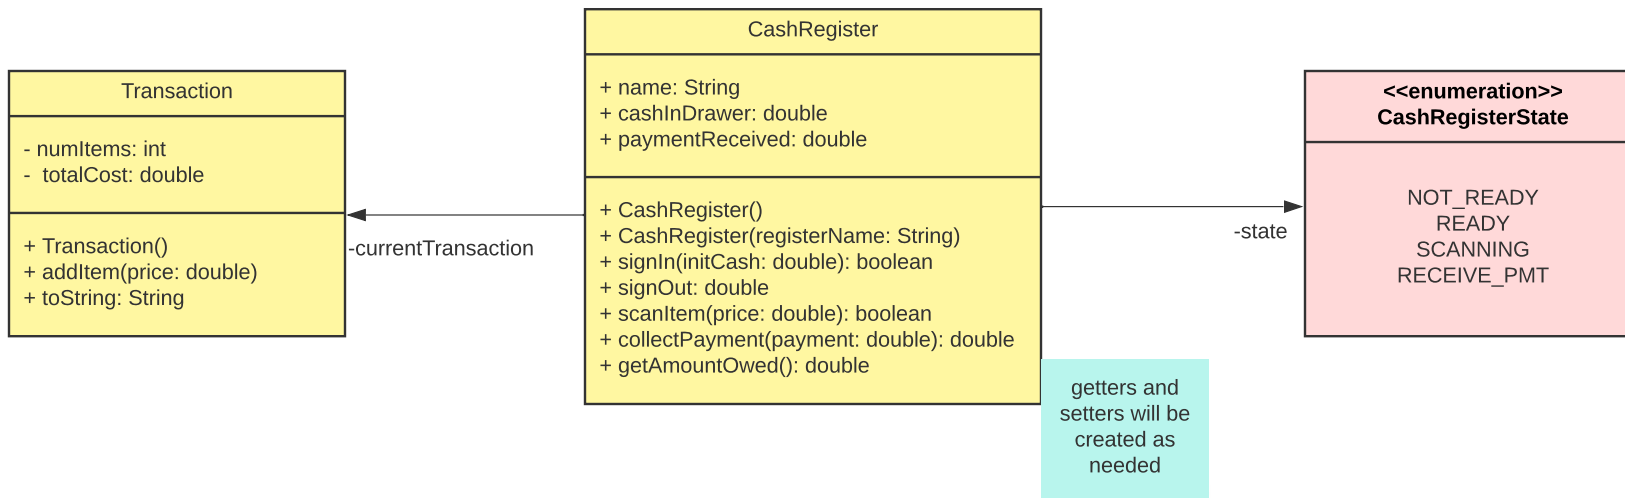 Transaction
- numItems: int
-  totalCost: double
+ Transaction()
+ addItem(price: double)
+ toString: String
-currentTransaction
CashRegister
+ name: String
+ cashInDrawer: double
+ paymentReceived: double
+ CashRegister()
+ CashRegister(registerName: String)
+ signIn(initCash: double): boolean
+ signOut: double
+ scanItem(price: double): boolean
+ collectPayment(payment: double): double
+ getAmountOwed(): double
getters and
setters will be
created as
needed
-state
<<enumeration>>
CashRegisterState
NOT_READY
READY
SCANNING
RECEIVE_PMT